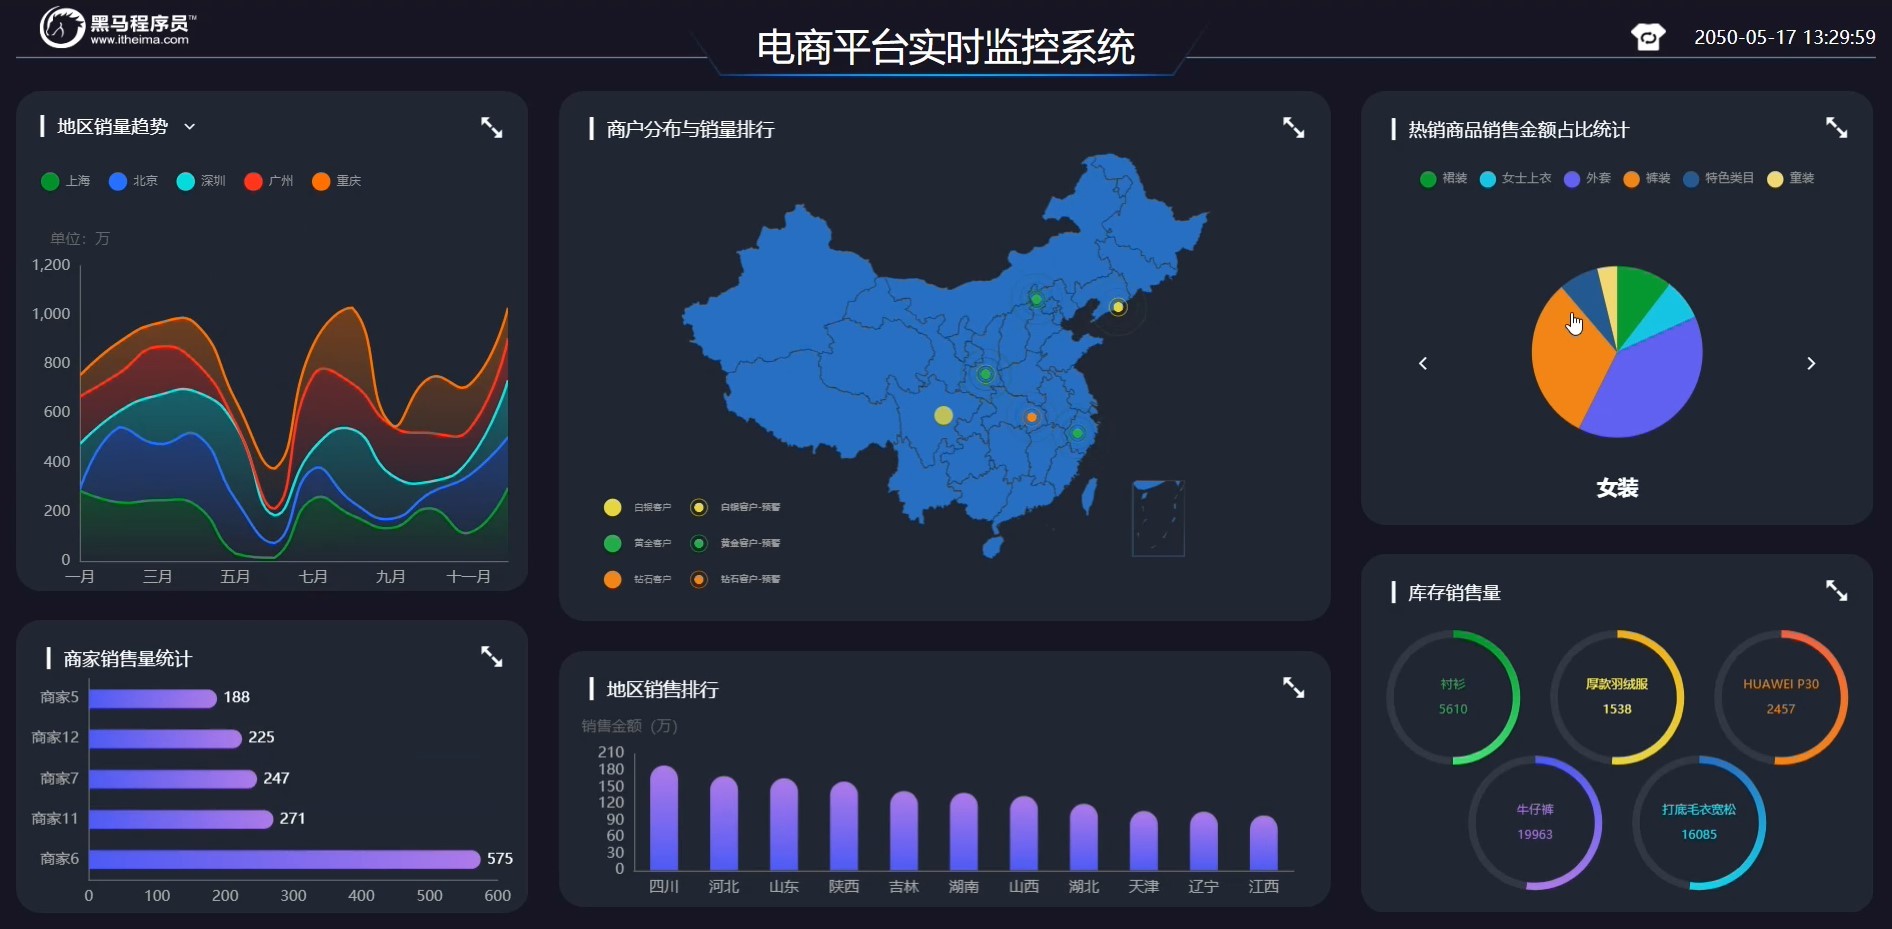 黑马程序员™
www.itheima.com
电商平台实时监控系统
2050-05-17 13:29:59
地区销量趋势
上海 北京 深圳 广州 重庆
单位：万
1,200
1,000
800
600
400
200
0
一月 三月 五月 七月 九月 十一月
商家销售量统计
商家5 188
商家12 225
商家7 247
商家11 271
商家6 575
0 100 200 300 400 500 600
商户分布与销量排行
白银客户 白银客户-预警
黄金客户 黄金客户-预警
钻石客户 钻石客户-预警
地区销售排行
销售金额（万）
210
180
150
120
90
60
30
0
四川 河北 山东 陕西 吉林 湖南 山西 湖北 天津 辽宁 江西
热销商品销售金额占比统计
裙装 女士上衣 外套 裤装 特色类目 童装
女装
库存销售量
衬衫
5610
厚款羽绒服
1538
HUAWEI P30
2457
牛仔裤
19963
打底毛衣宽松
16085